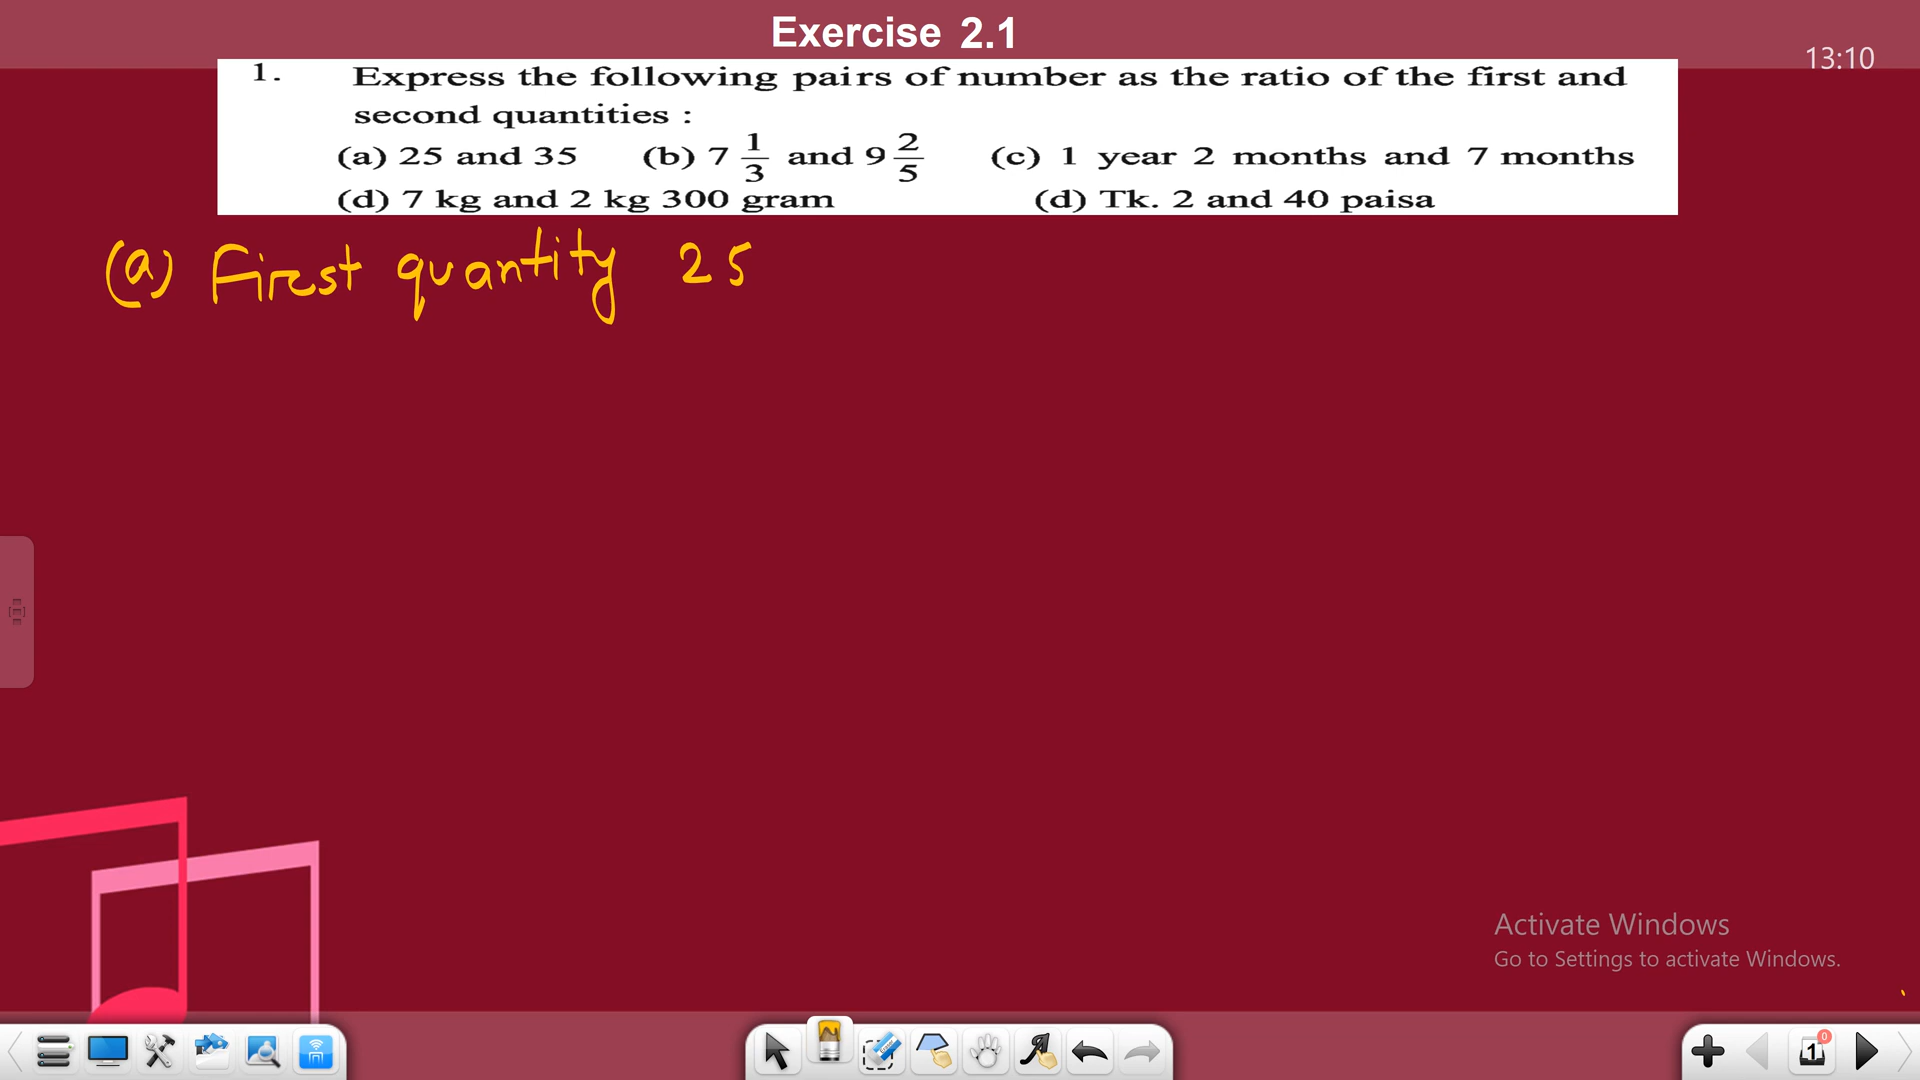 Exercise 2.1
13:10
1. Express the following pairs of number as the ratio of the first and
second quantities :
(a) 25 and 35 (b) 7 1/3 and 9 2/5 (c) 1 year 2 months and 7 months
(d) 7 kg and 2 kg 300 gram (d) Tk. 2 and 40 paisa
(a) First quantity 25
Activate Windows
Go to Settings to activate Windows.
1
0